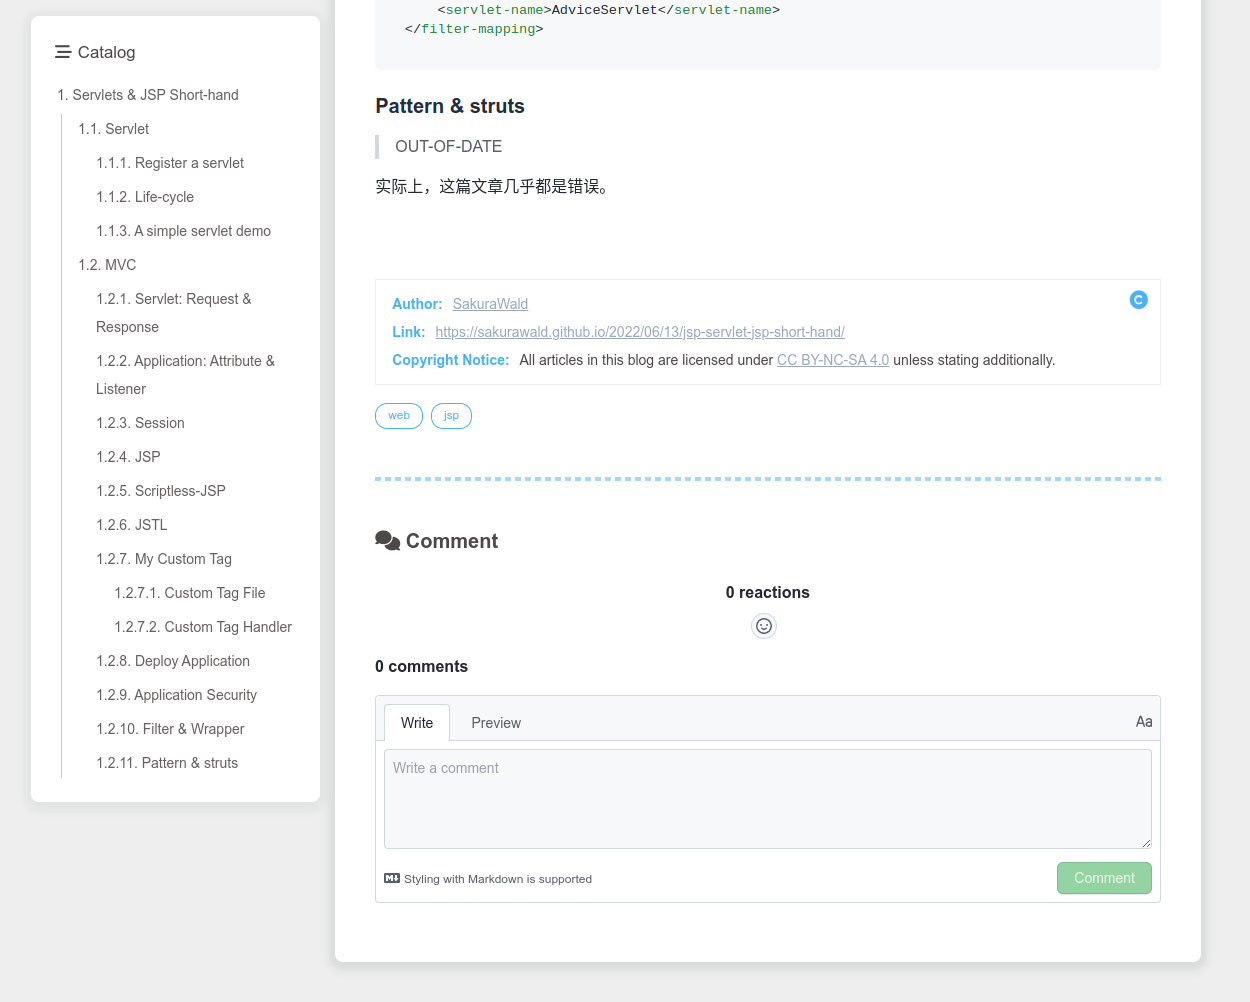 Catalog
1. Servlets & JSP Short-hand
1.1. Servlet
1.1.1. Register a servlet
1.1.2. Life-cycle
1.1.3. A simple servlet demo
1.2. MVC
1.2.1. Servlet: Request &
Response
1.2.2. Application: Attribute &
Listener
1.2.3. Session
1.2.4. JSP
1.2.5. Scriptless-JSP
1.2.6. JSTL
1.2.7. My Custom Tag
1.2.7.1. Custom Tag File
1.2.7.2. Custom Tag Handler
1.2.8. Deploy Application
1.2.9. Application Security
1.2.10. Filter & Wrapper
1.2.11. Pattern & struts
<servlet-name>AdviceServlet</servlet-name>
</filter-mapping>
Pattern & struts
OUT-OF-DATE
实际上，这篇文章几乎都是错误。
Author: SakuraWald
Link: https://sakurawald.github.io/2022/06/13/jsp-servlet-jsp-short-hand/
Copyright Notice: All articles in this blog are licensed under CC BY-NC-SA 4.0 unless stating additionally.
web jsp
Comment
0 reactions
0 comments
Write Preview Aa
Write a comment
Styling with Markdown is supported Comment